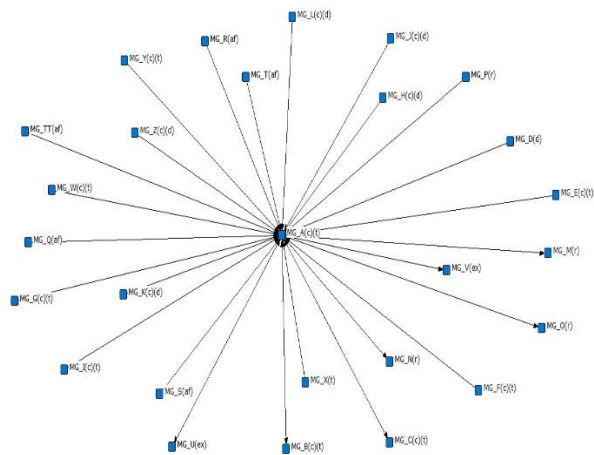 MG_L(c)(d)
MG_R(af)
MG_J(c)(d)
MG_Y(c)(t)
MG_T(af)
MG_P(r)
MG_H(c)(d)
MG_TT(af)
MG_Z(c)(d)
MG_D(d)
MG_W(c)(t)
MG_E(c)(t)
MG_A(c)(t)
MG_Q(af)
MG_M(r)
MG_V(ex)
MG_G(c)(t)
MG_K(c)(d)
MG_O(r)
MG_N(r)
MG_I(c)(t)
MG_X(t)
MG_S(af)
MG_F(c)(t)
MG_U(ex)
MG_B(c)(t)
MG_C(c)(t)